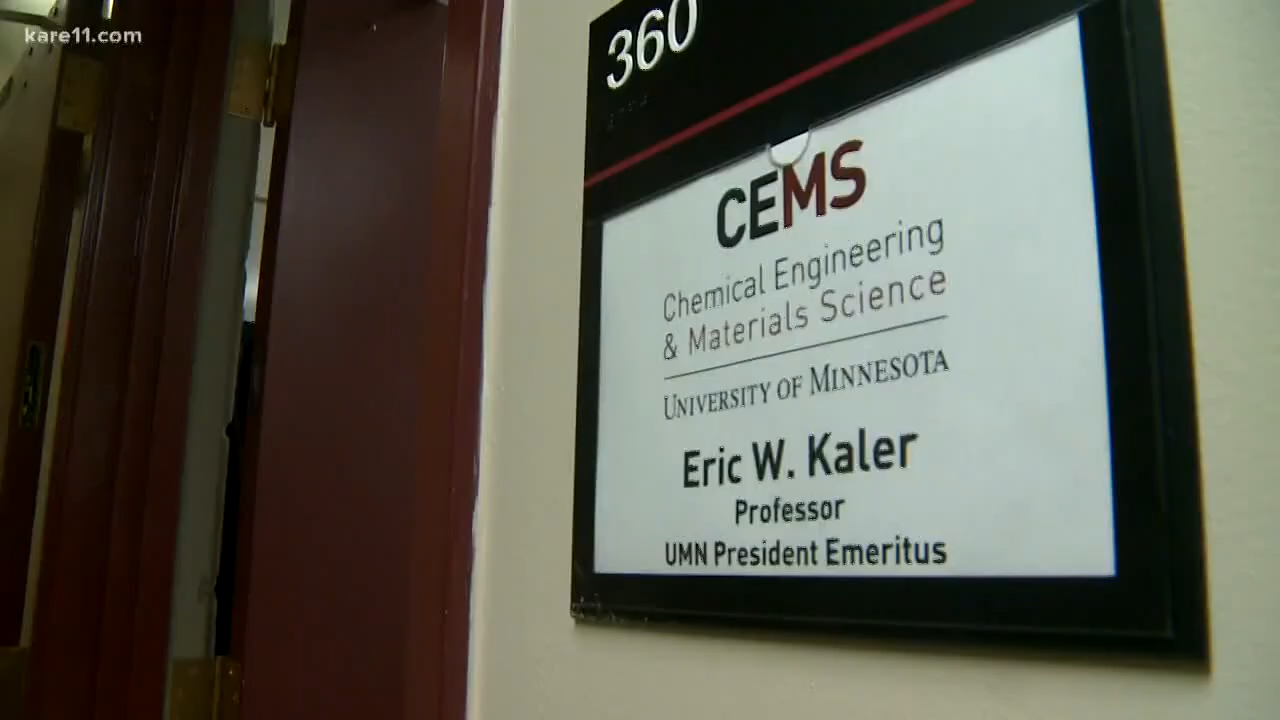 kare11.com
360
CEMS
Chemical Engineering
& Materials Science
UNIVERSITY OF MINNESOTA
Eric W. Kaler
Professor
UMN President Emeritus